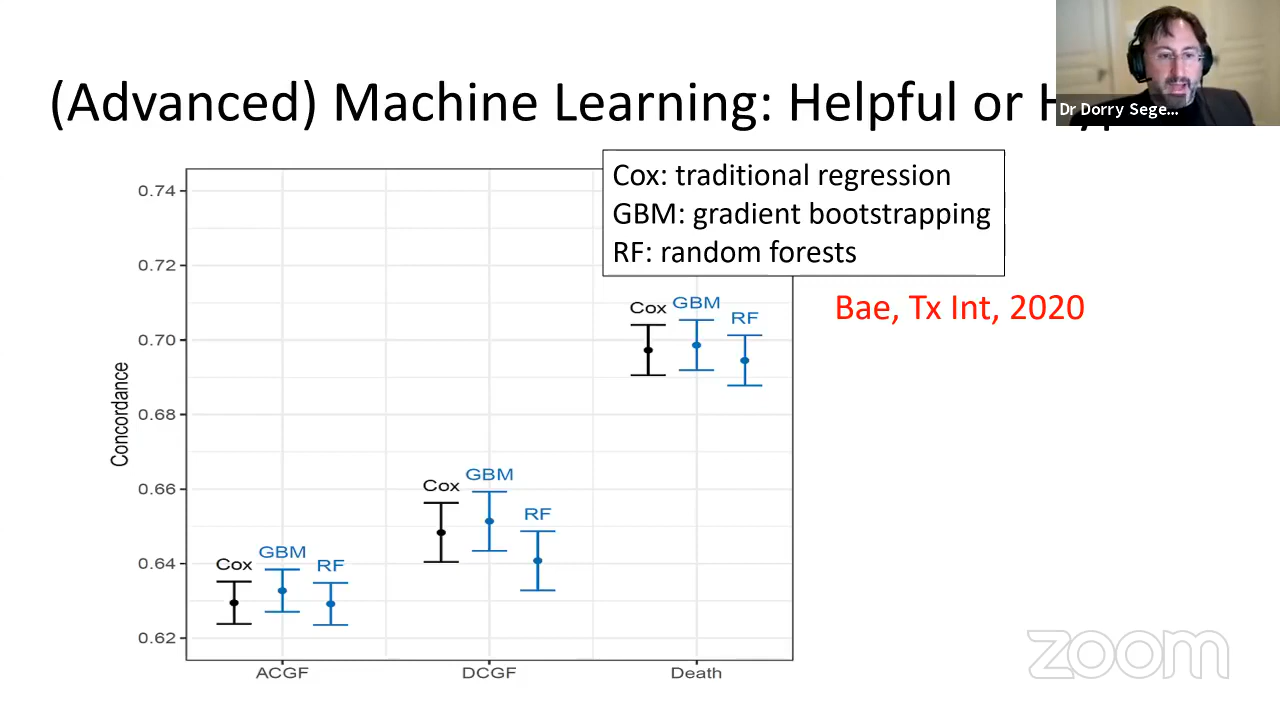 (Advanced) Machine Learning: Helpful or
Dr Dorry Sege...
Cox: traditional regression
GBM: gradient bootstrapping
RF: random forests
Bae, Tx Int, 2020
Concordance
0.74
0.72
0.70
0.68
0.66
0.64
0.62
Cox GBM RF
Cox GBM RF
Cox GBM RF
ACGF DCGF Death
zoom